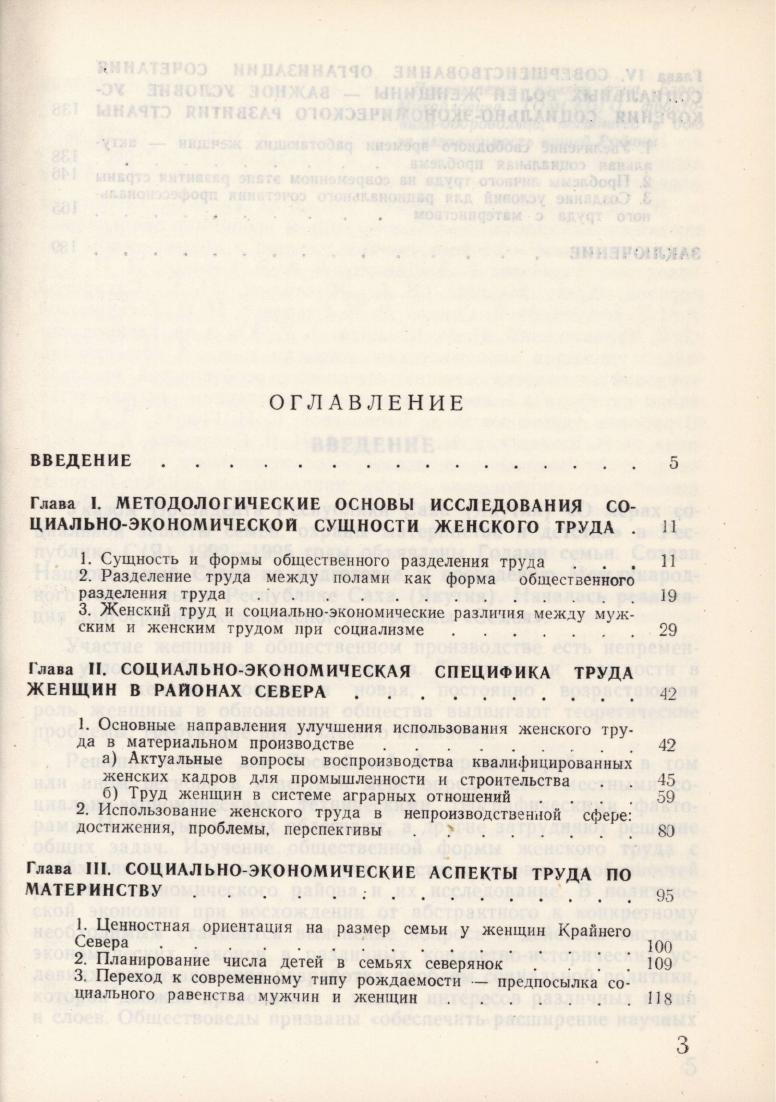 ОГЛАВЛЕНИЕ
ВВЕДЕНИЕ . . . . . . . . . . . . . . . . 5
Глава I. МЕТОДОЛОГИЧЕСКИЕ ОСНОВЫ ИССЛЕДОВАНИЯ СО-
ЦИАЛЬНО-ЭКОНОМИЧЕСКОЙ СУЩНОСТИ ЖЕНСКОГО ТРУДА . 11
1. Сущность и формы общественного разделения труда . . . 11
2. Разделение труда между полами как форма общественного
разделения труда . . . . . . . . . . . . . . 19
3. Женский труд и социально-экономические различия между муж-
ским и женским трудом при социализме . . . . . . . 29
Глава II. СОЦИАЛЬНО-ЭКОНОМИЧЕСКАЯ СПЕЦИФИКА ТРУДА
ЖЕНЩИН В РАЙОНАХ СЕВЕРА . . . . . . . . . . . 42
1. Основные направления улучшения использования женского тру-
да в материальном производстве . . . . . . . . . . 42
а) Актуальные вопросы воспроизводства квалифицированных
женских кадров для промышленности и строительства . . 45
б) Труд женщин в системе аграрных отношений . . . . 59
2. Использование женского труда в непроизводственной сфере:
достижения, проблемы, перспективы . . . . . . . . 80
Глава III. СОЦИАЛЬНО-ЭКОНОМИЧЕСКИЕ АСПЕКТЫ ТРУДА ПО
МАТЕРИНСТВУ . . . . . . . . . . . . . . . . 95
1. Ценностная ориентация на размер семьи у женщин Крайнего
Севера . . . . . . . . . . . . . . . . . . 100
2. Планирование числа детей в семьях северянок . . . . 109
3. Переход к современному типу рождаемости — предпосылка со-
циального равенства мужчин и женщин . . . . . . . 118
3